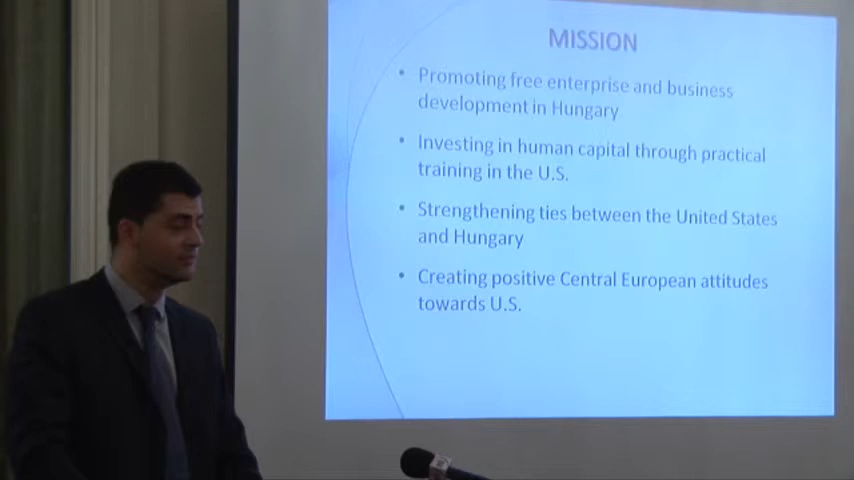 MISSION
• Promoting free enterprise and business
development in Hungary
• Investing in human capital through practical
training in the U.S.
• Strengthening ties between the United States
and Hungary
• Creating positive Central European attitudes
towards U.S.